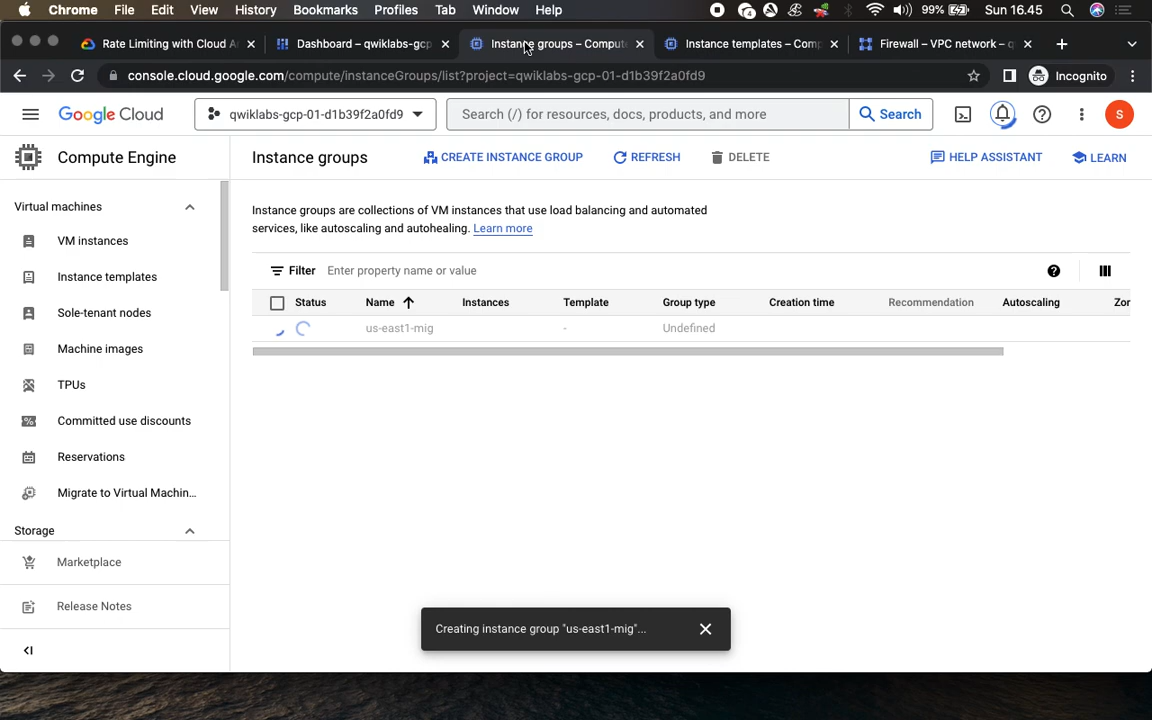 Chrome File Edit View History Bookmarks Profiles Tab Window Help 4 99% Sun 16.45
Rate Limiting with Cloud A Dashboard – qwiklabs-gcp Instance groups – Comput Instance templates – Comp Firewall – VPC network – q
console.cloud.google.com/compute/instanceGroups/list?project=qwiklabs-gcp-01-d1b39f2a0fd9 Incognito
Google Cloud qwiklabs-gcp-01-d1b39f2a0fd9 Search (/) for resources, docs, products, and more Search S
Compute Engine Instance groups CREATE INSTANCE GROUP REFRESH DELETE HELP ASSISTANT LEARN
Virtual machines
VM instances
Instance templates
Sole-tenant nodes
Machine images
TPUs
Committed use discounts
Reservations
Migrate to Virtual Machin...
Storage
Marketplace
Release Notes
Instance groups are collections of VM instances that use load balancing and automated
services, like autoscaling and autohealing. Learn more
Filter Enter property name or value
Status Name Instances Template Group type Creation time Recommendation Autoscaling Zor
us-east1-mig - Undefined
Creating instance group "us-east1-mig"...